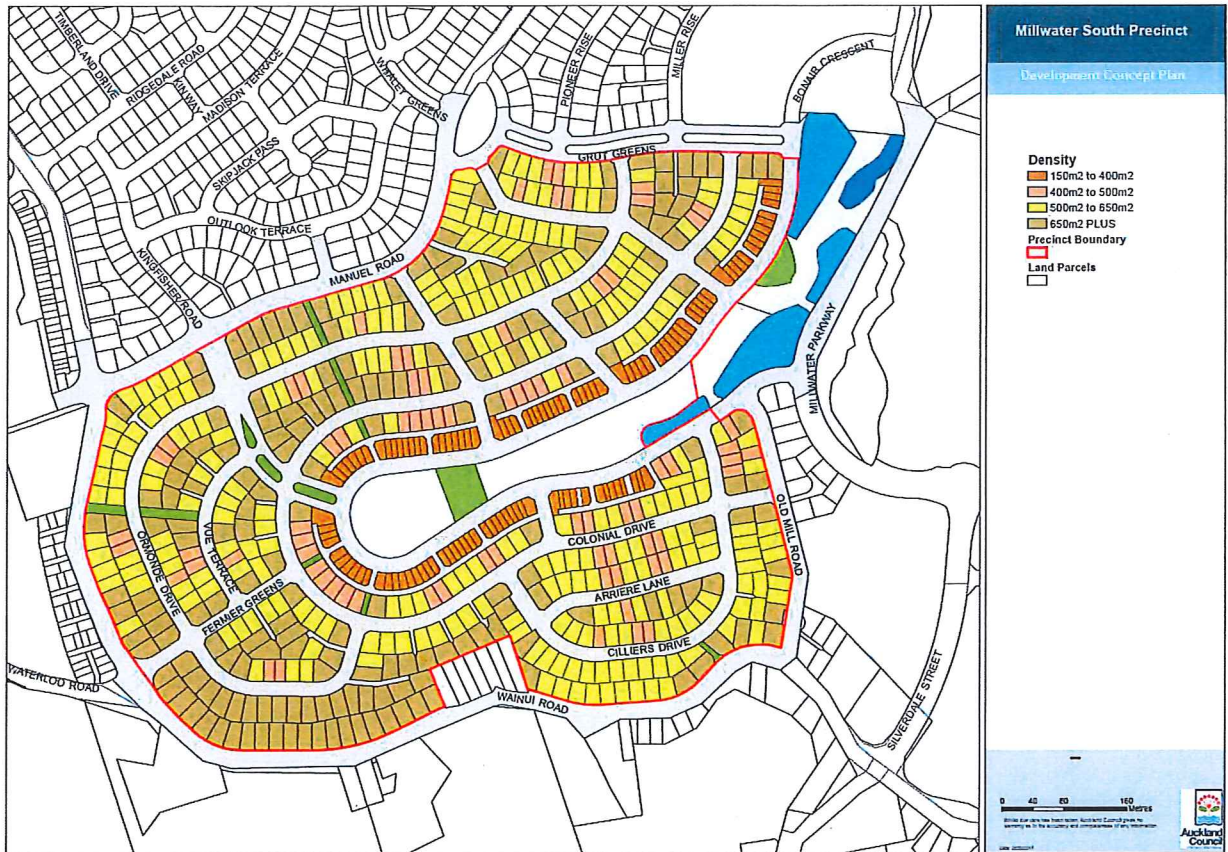 TIMBERLAND DRIVE
RIDGEDALE ROAD
KINWAY
MADISON TERRACE
SKIPJACK PASS
OUTLOOK TERRACE
KINGFISHER ROAD
MANUEL ROAD
WHALEY GREENS
PIONEER RISE
MILLER RISE
BONAIR CRESCENT
GRUT GREENS
MILLWATER PARKWAY
OLD MILL ROAD
COLONIAL DRIVE
ARRIERE LANE
CILLIERS DRIVE
ORMONDE DRIVE
VUE TERRACE
FERMIER GREENS
WATERLOO ROAD
WAINUI ROAD
SILVERDALE STREET
Millwater South Precinct
Development Concept Plan
Density
150m2 to 400m2
400m2 to 500m2
500m2 to 650m2
650m2 PLUS
Precinct Boundary
Land Parcels
0 40 80 160
Metres
Auckland
Council